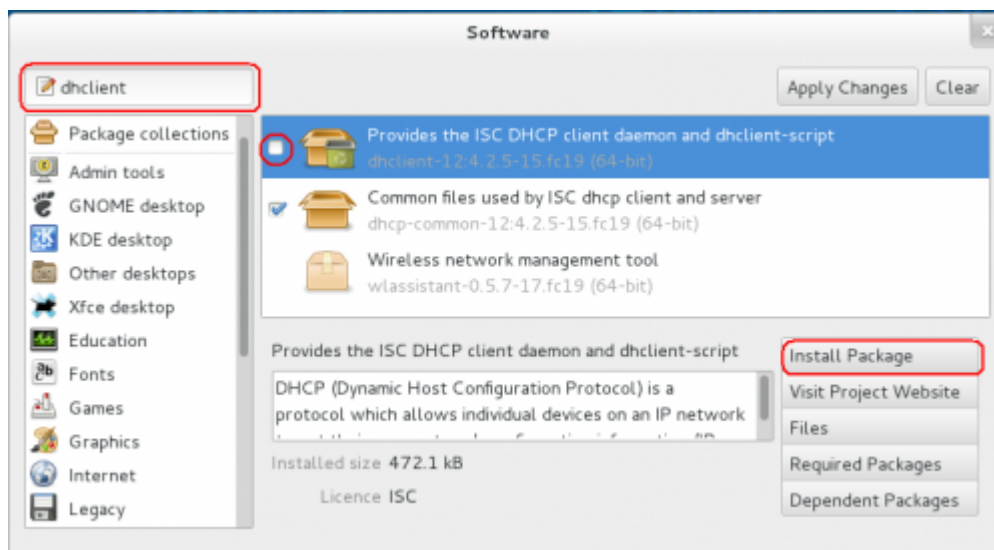 Software
dhclient
Apply Changes
Clear
Package collections
Admin tools
GNOME desktop
KDE desktop
Other desktops
Xfce desktop
Education
Fonts
Games
Graphics
Internet
Legacy
Provides the ISC DHCP client daemon and dhclient-script
dhclient-12:4.2.5-15.fc19 (64-bit)
Common files used by ISC dhcp client and server
dhcp-common-12:4.2.5-15.fc19 (64-bit)
Wireless network management tool
wlassistant-0.5.7-17.fc19 (64-bit)
Provides the ISC DHCP client daemon and dhclient-script
DHCP (Dynamic Host Configuration Protocol) is a
protocol which allows individual devices on an IP network
Installed size 472.1 kB
Licence ISC
Install Package
Visit Project Website
Files
Required Packages
Dependent Packages